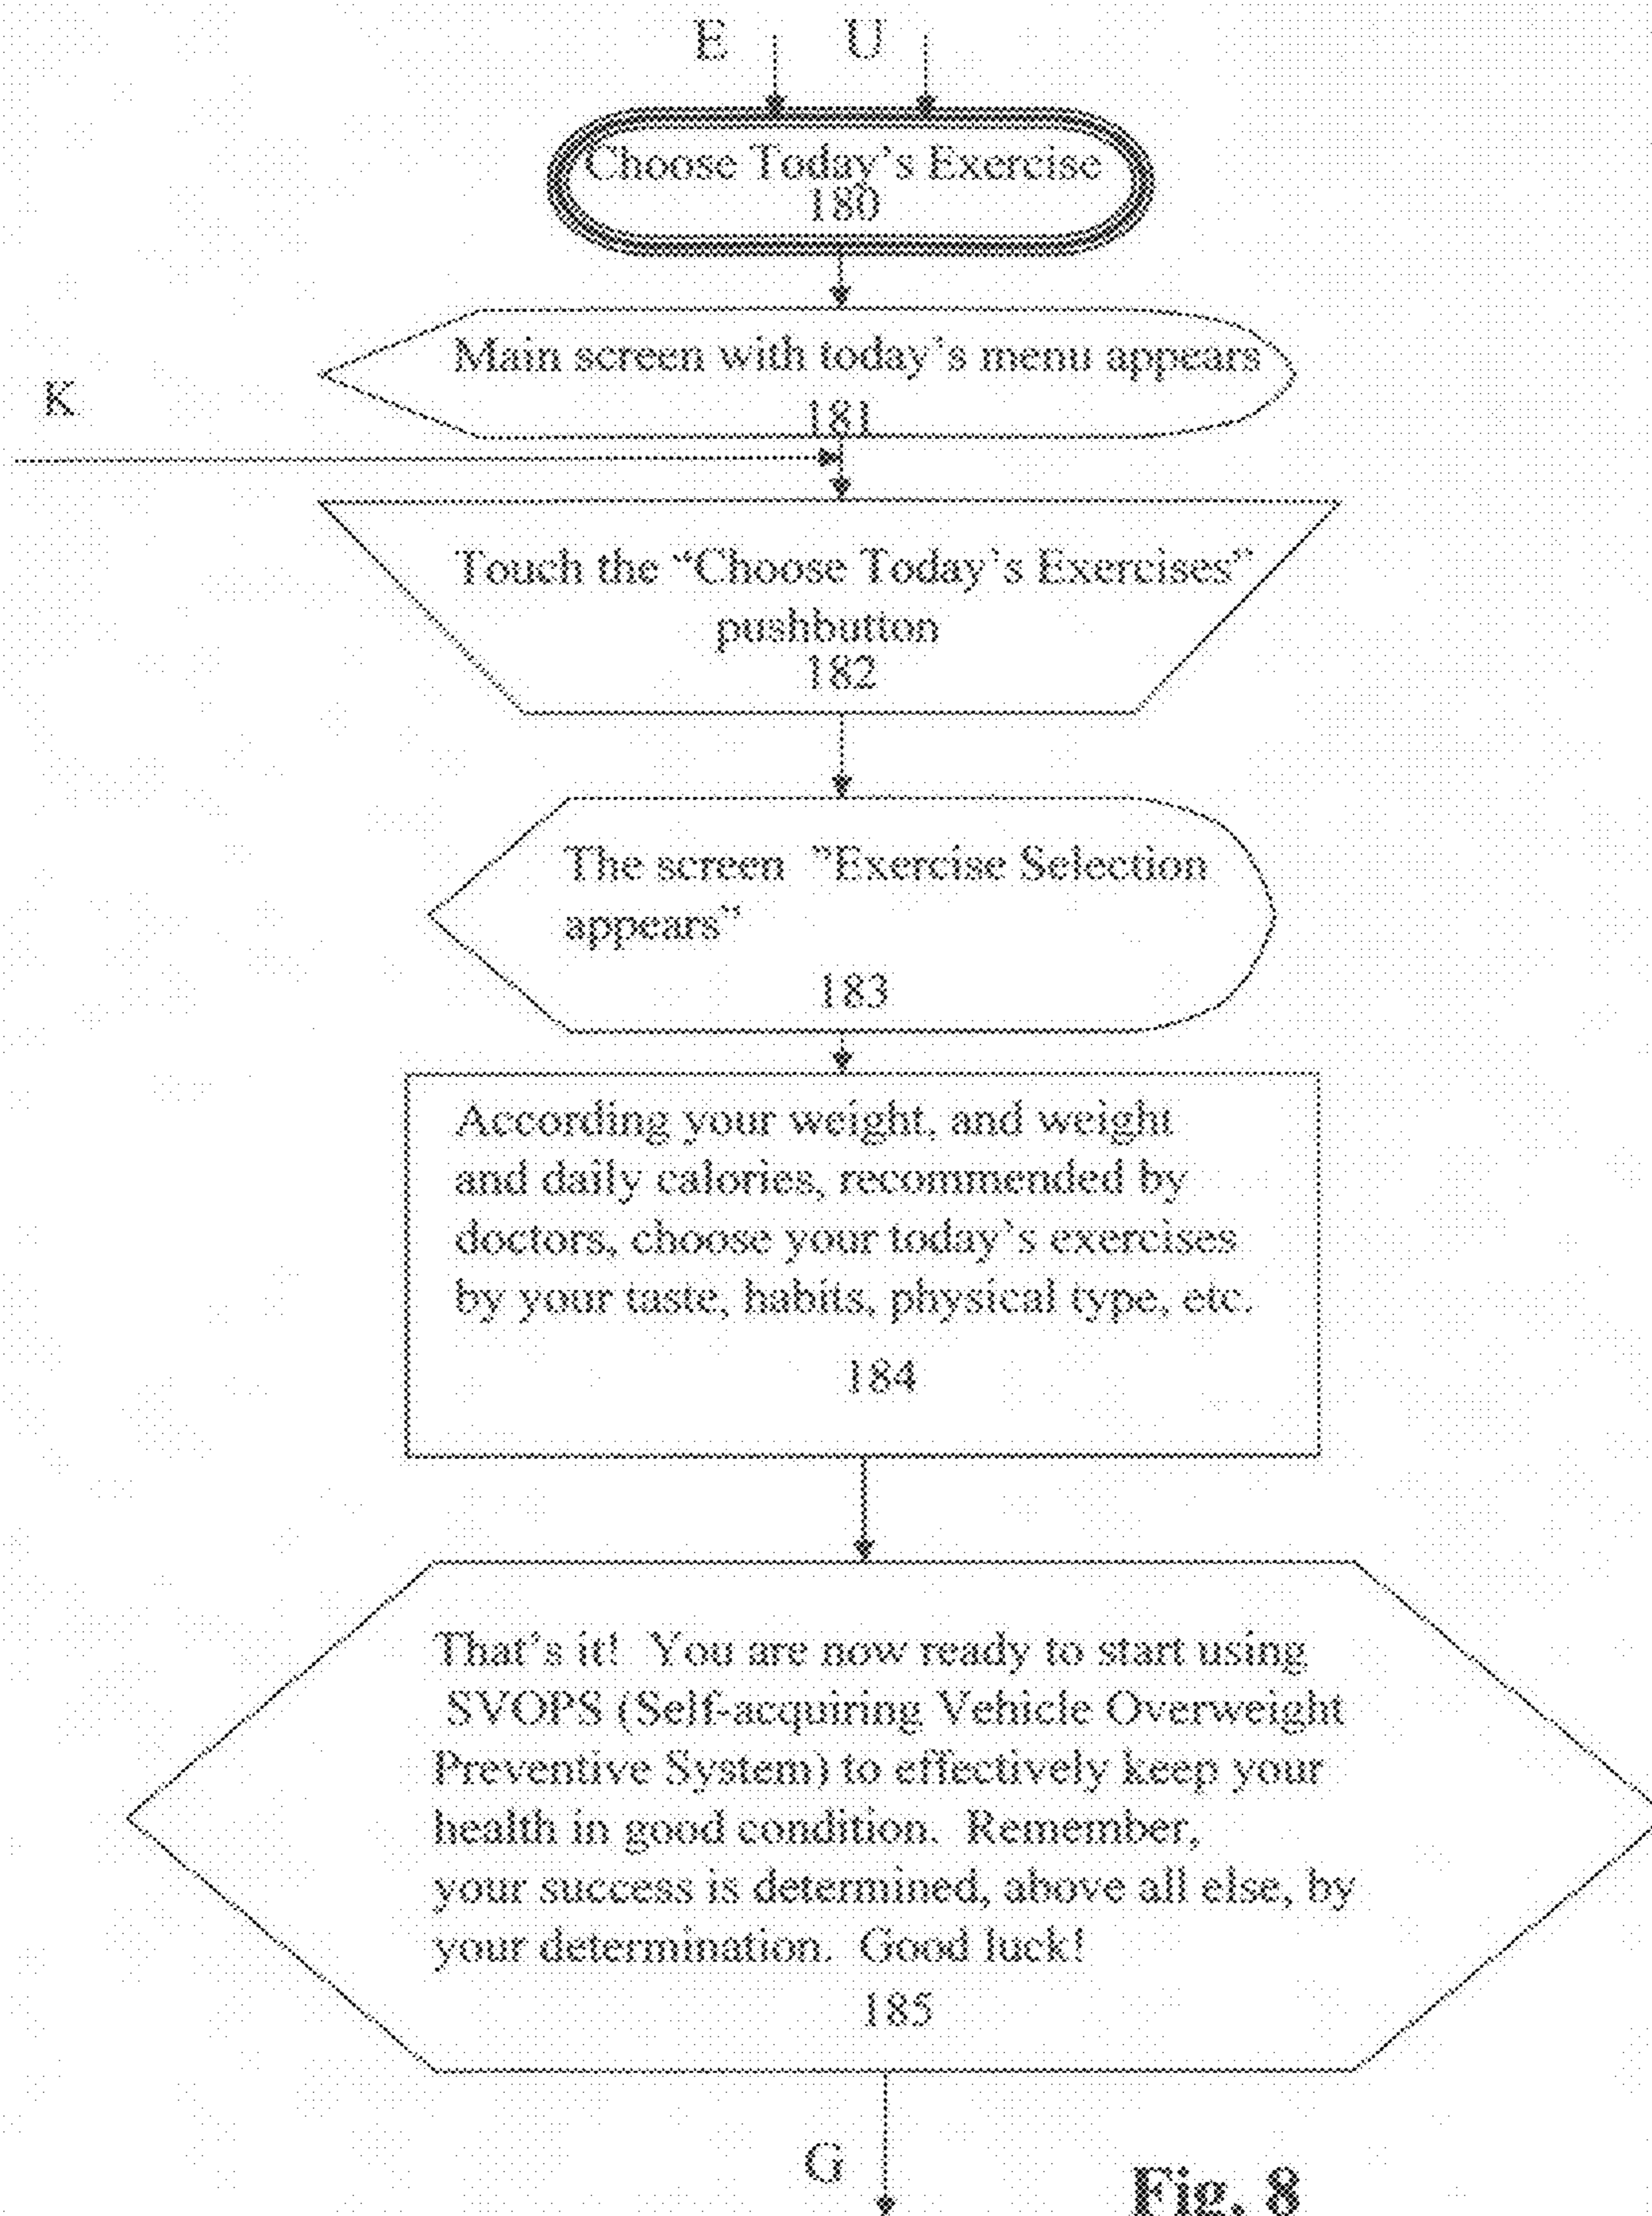 E U
Choose Today's Exercise
180
Main screen with today's menu appears
181
K
Touch the “Choose Today's Exercises”
pushbutton
182
The screen ”Exercise Selection
appears”
183
According your weight, and weight
and daily calories, recommended by
doctors, choose your today's exercises
by your taste, habits, physical type, etc.
184
That's it! You are now ready to start using
SVOPS (Self-acquiring Vehicle Overweight
Preventive System) to effectively keep your
health in good condition. Remember,
your success is determined, above all else, by
your determination. Good luck!
185
G
Fig. 8